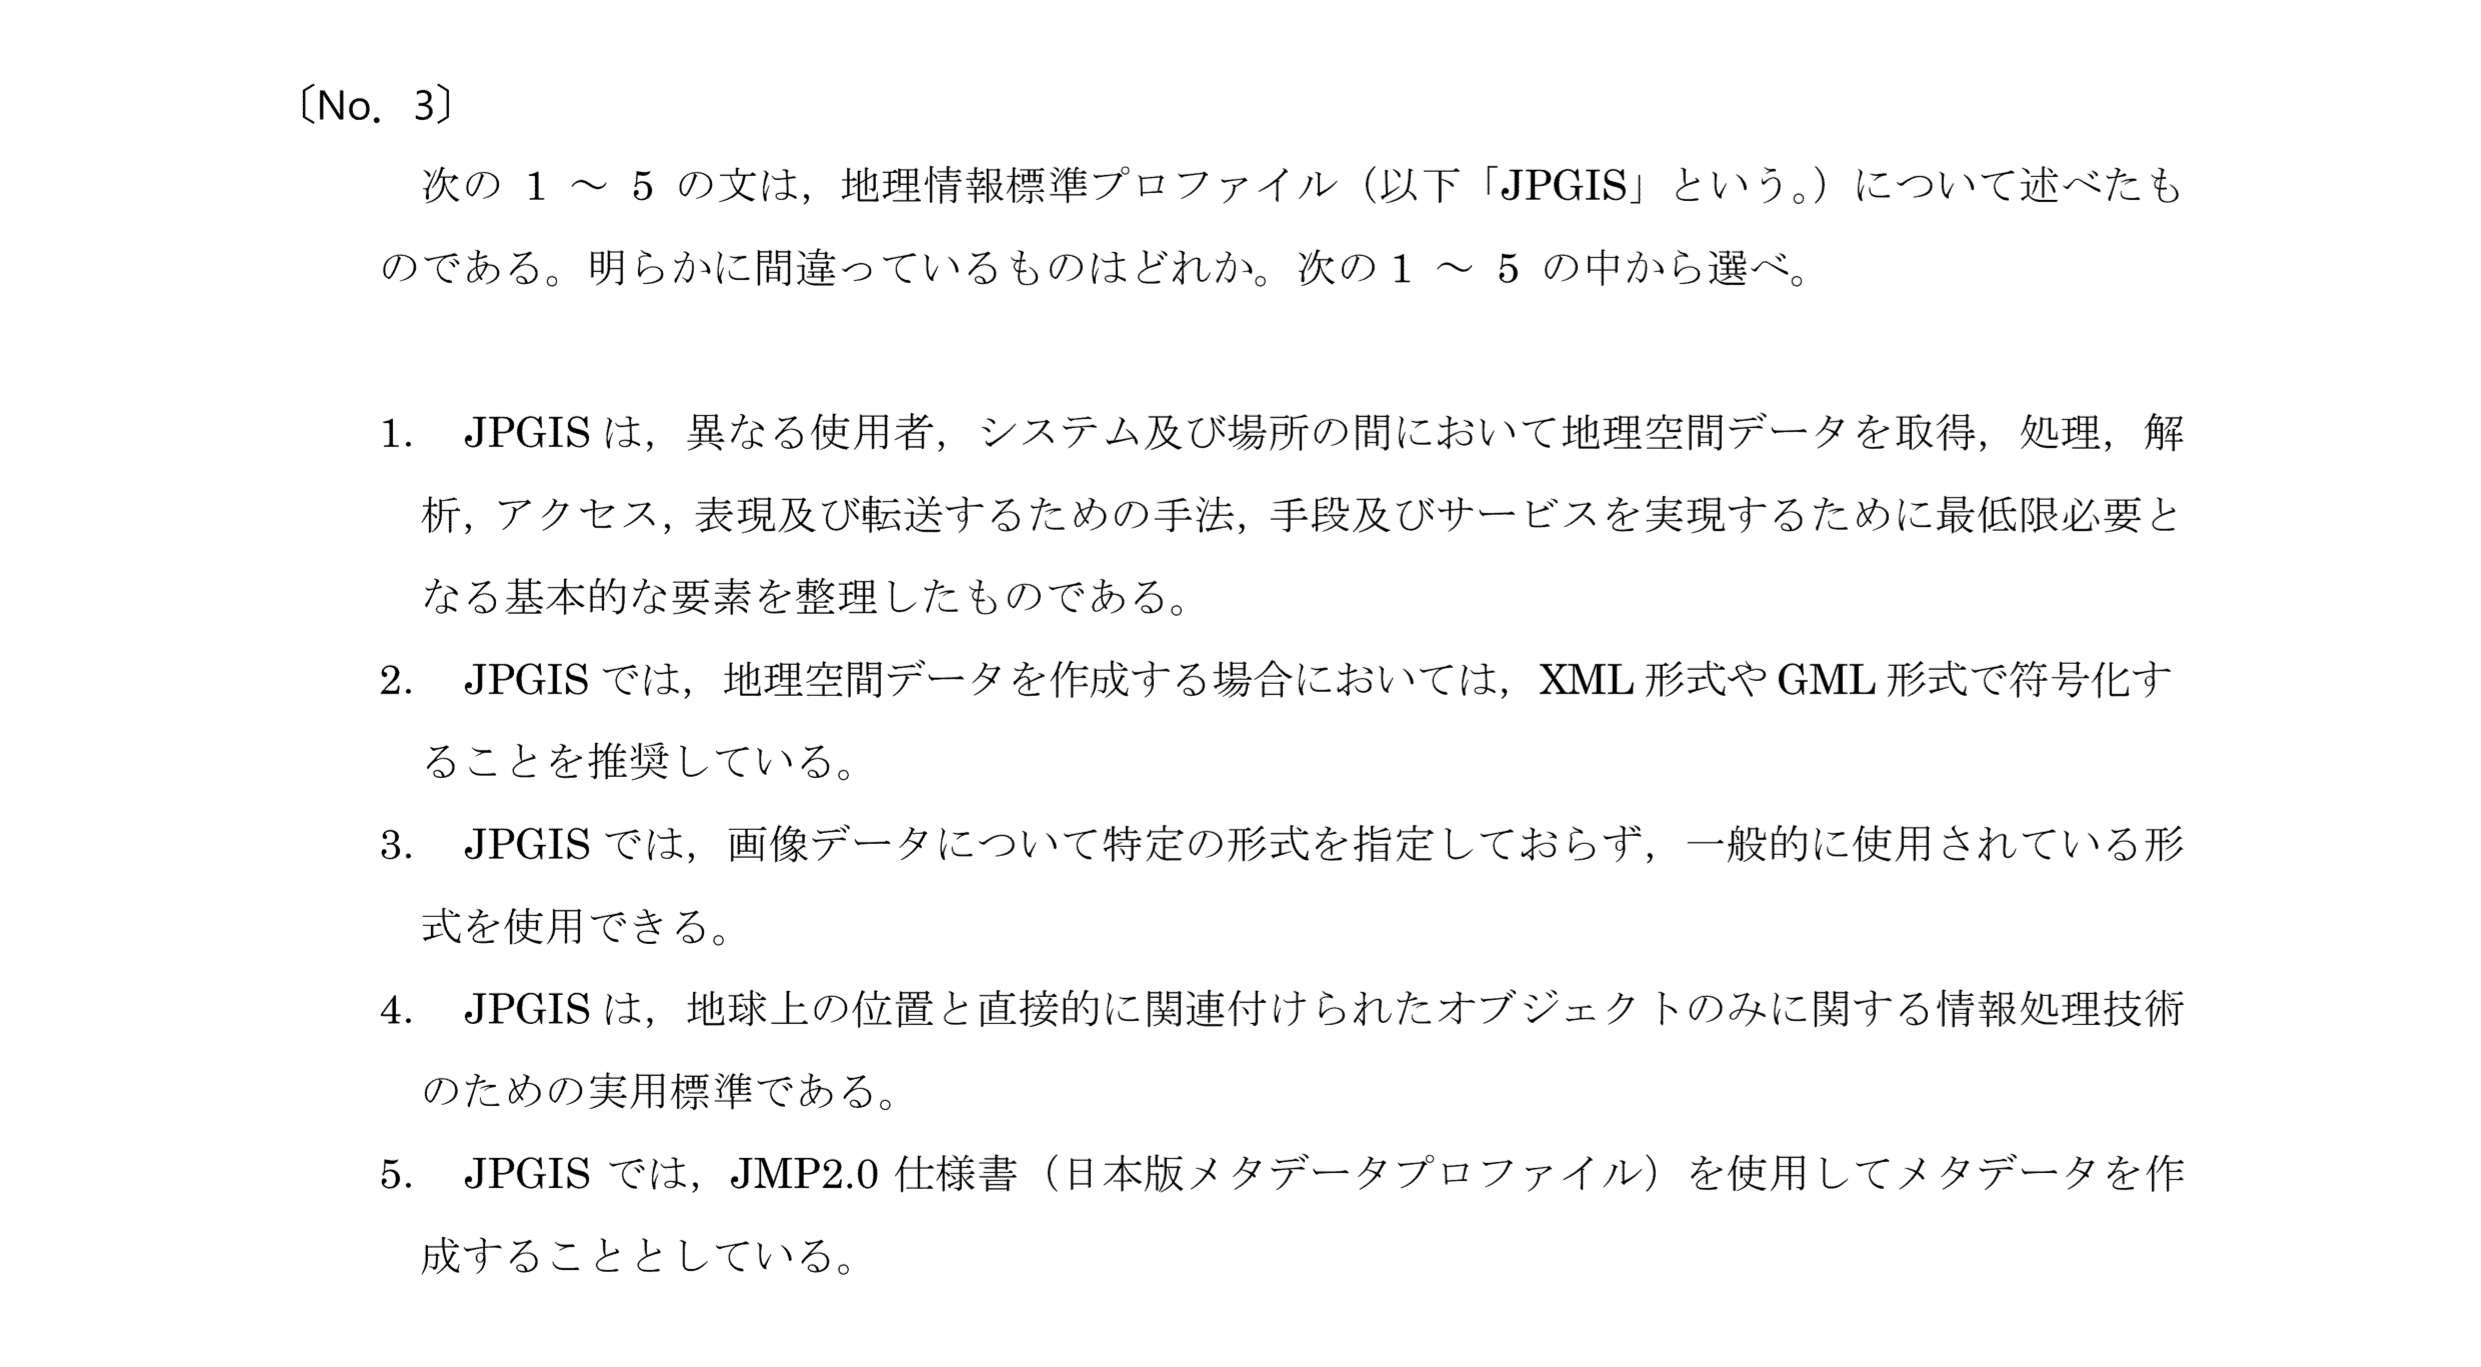 〔No. 3〕
次の 1 ～ 5 の文は，地理情報標準プロファイル（以下「JPGIS」という。）について述べたも
のである。明らかに間違っているものはどれか。次の 1 ～ 5 の中から選べ。
1. JPGIS は，異なる使用者，システム及び場所の間において地理空間データを取得，処理，解
析，アクセス，表現及び転送するための手法，手段及びサービスを実現するために最低限必要と
なる基本的な要素を整理したものである。
2. JPGIS では，地理空間データを作成する場合においては，XML 形式や GML 形式で符号化す
ることを推奨している。
3. JPGIS では，画像データについて特定の形式を指定しておらず，一般的に使用されている形
式を使用できる。
4. JPGIS は，地球上の位置と直接的に関連付けられたオブジェクトのみに関する情報処理技術
のための実用標準である。
5. JPGIS では，JMP2.0 仕様書（日本版メタデータプロファイル）を使用してメタデータを作
成することとしている。